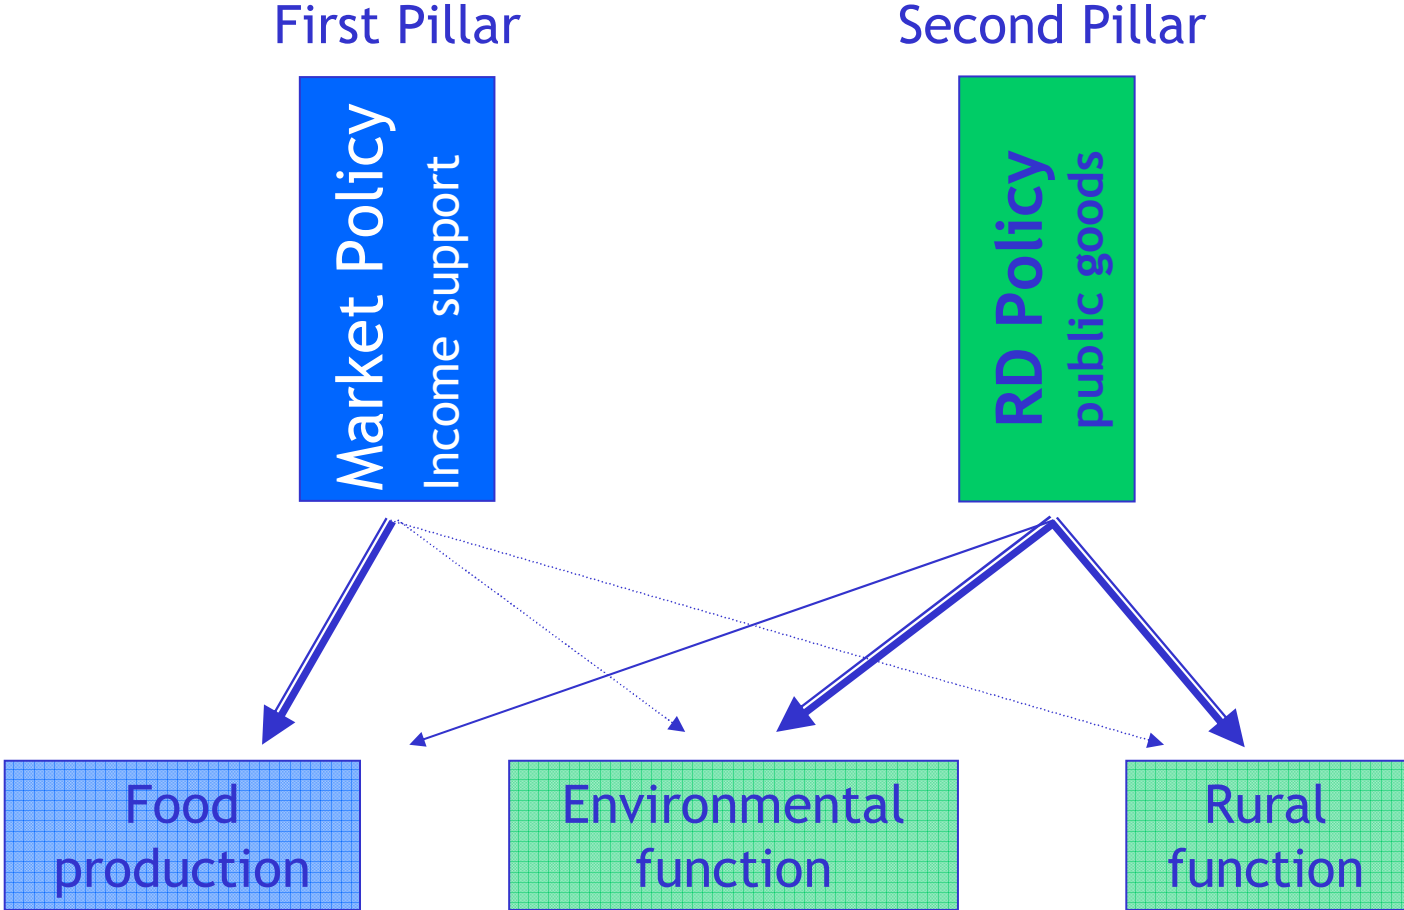 First Pillar
Second Pillar
Market Policy
Income support
RD Policy
public goods
Food
production
Environmental
function
Rural
function